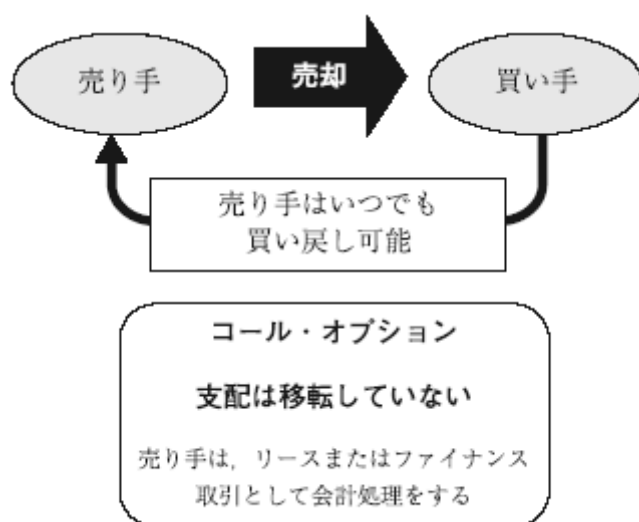 売り手
売却
買い手
売り手はいつでも
買い戻し可能
コール・オプション
支配は移転していない
売り手は，リースまたはファイナンス
取引として会計処理をする